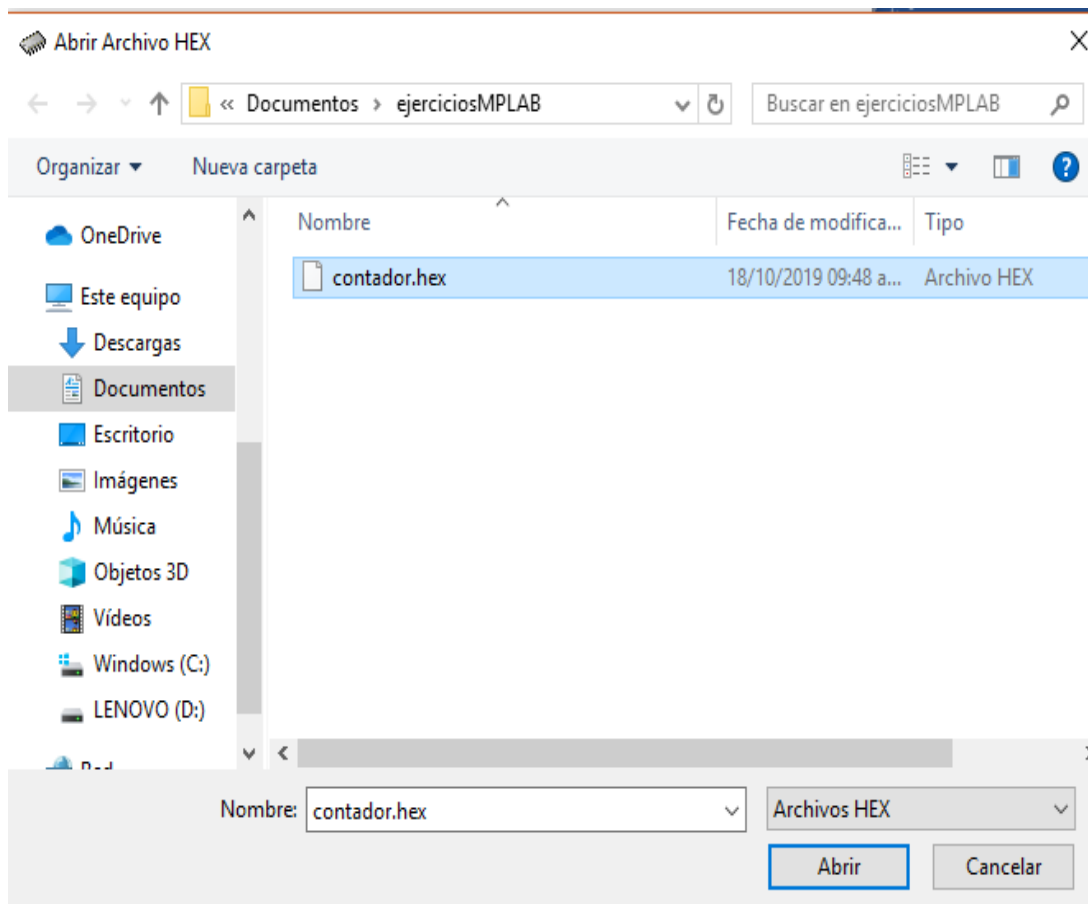 Abrir Archivo HEX
« Documentos › ejerciciosMPLAB
Buscar en ejerciciosMPLAB
Organizar Nueva carpeta
?
Nombre Fecha de modifica... Tipo
contador.hex 18/10/2019 09:48 a... Archivo HEX
OneDrive
Este equipo
Descargas
Documentos
Escritorio
Imágenes
Música
Objetos 3D
Vídeos
Windows (C:)
LENOVO (D:)
Nombre: contador.hex Archivos HEX
Abrir Cancelar